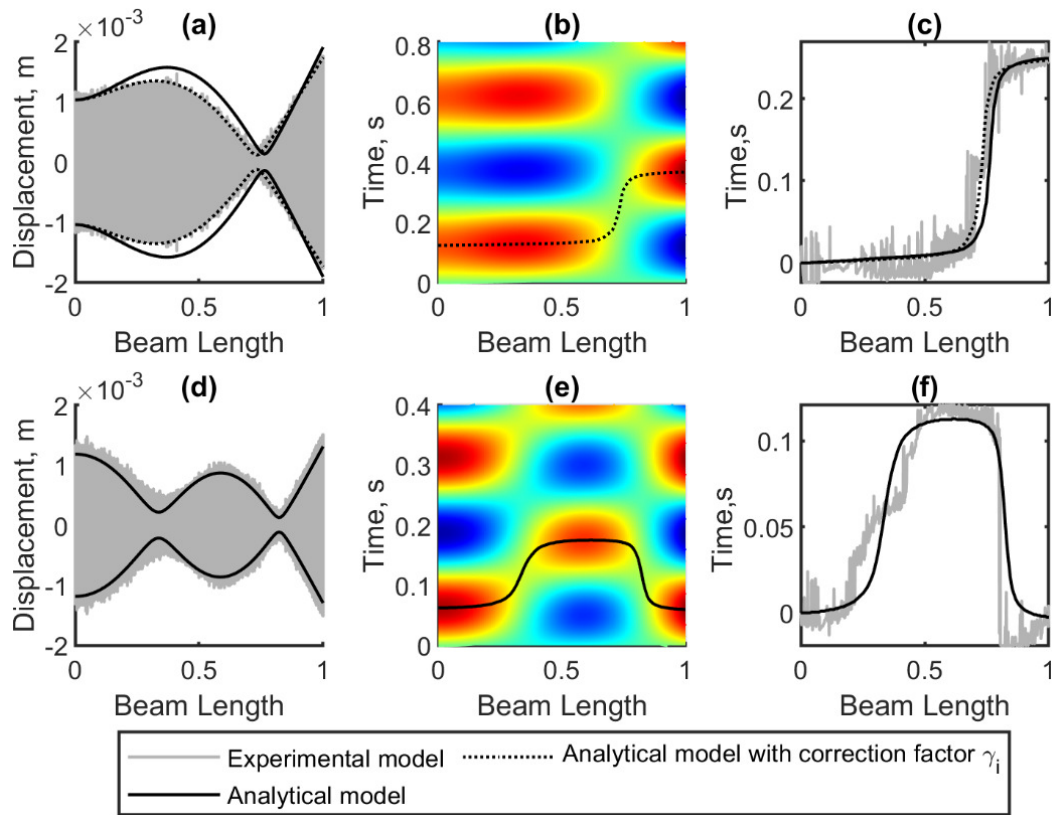 (a) (b) (c)
×10⁻³
Displacement, m
2
1
0
-1
-2
0 0.5 1
Beam Length
Time, s
0.8
0.6
0.4
0.2
0
0 0.5 1
Beam Length
Time,s
0.2
0.1
0
0 0.5 1
Beam Length
(d) (e) (f)
×10⁻³
Displacement, m
2
1
0
-1
-2
0 0.5 1
Beam Length
Time, s
0.4
0.3
0.2
0.1
0
0 0.5 1
Beam Length
Time,s
0.1
0.05
0
0 0.5 1
Beam Length
Experimental model
Analytical model with correction factor γᵢ
Analytical model